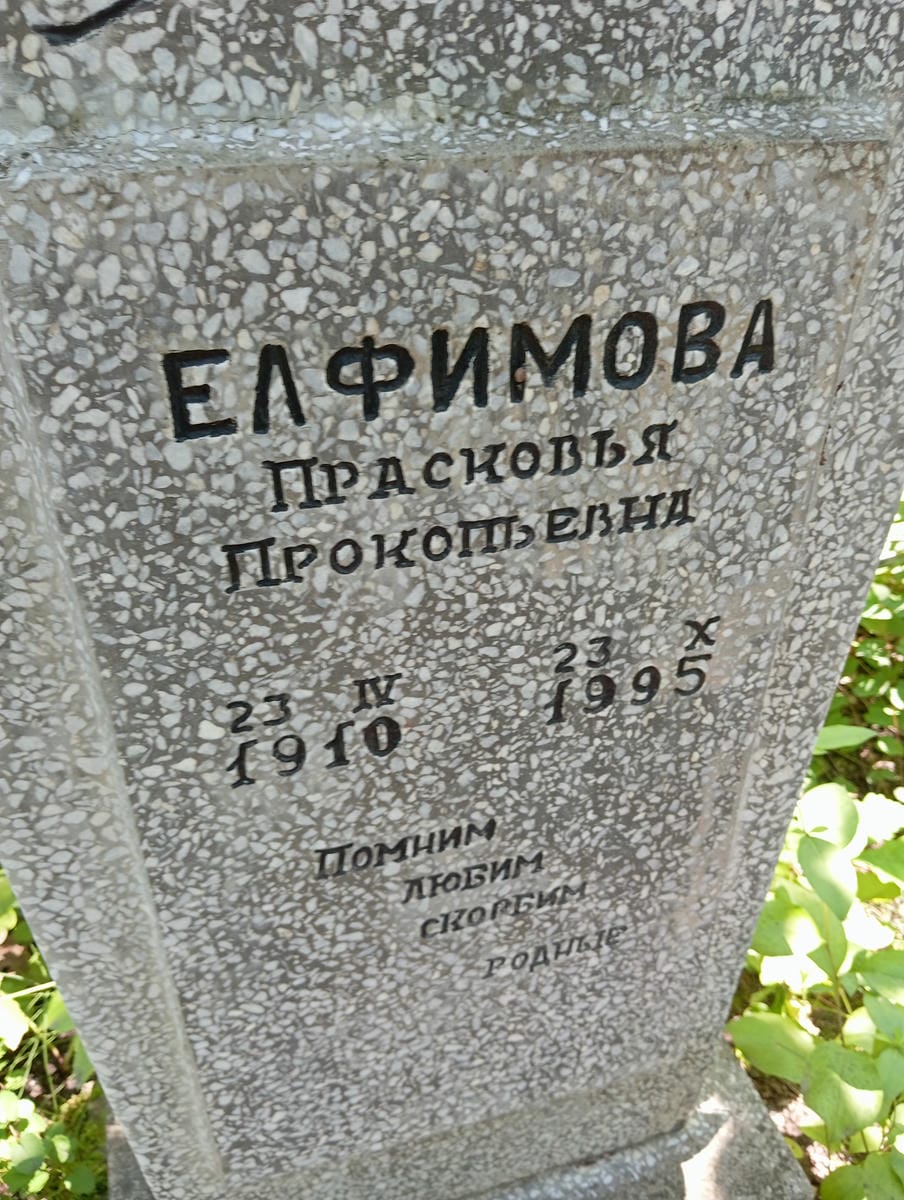 ЕЛФИМОВА
ПРАСКОВЬЯ
ПРОКОПЬЕВНА
23 IV 23 X
1910 1995
ПОМНИМ
ЛЮБИМ
СКОРБИМ
РОДНЫЕ